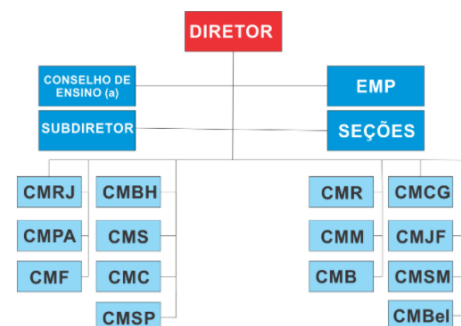 DIRETOR
CONSELHO DE
ENSINO (a)
EMP
SUBDIRETOR
SEÇÕES
CMRJ
CMBH
CMR
CMCG
CMPA
CMS
CMM
CMJF
CMF
CMC
CMB
CMSM
CMSP
CMBel